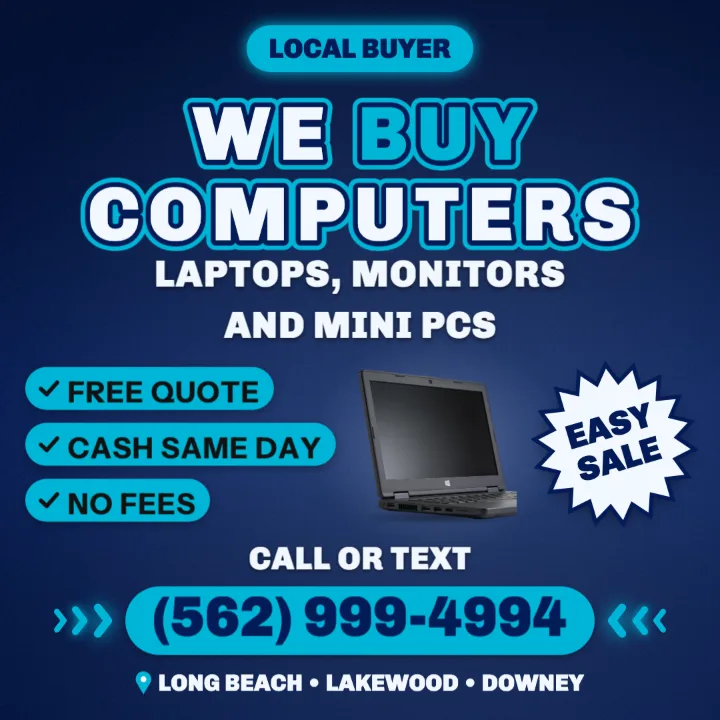 LOCAL BUYER
WE BUY
COMPUTERS
LAPTOPS, MONITORS
AND MINI PCS
FREE QUOTE
CASH SAME DAY
NO FEES
EASY
SALE
CALL OR TEXT
(562) 999-4994
LONG BEACH • LAKEWOOD • DOWNEY